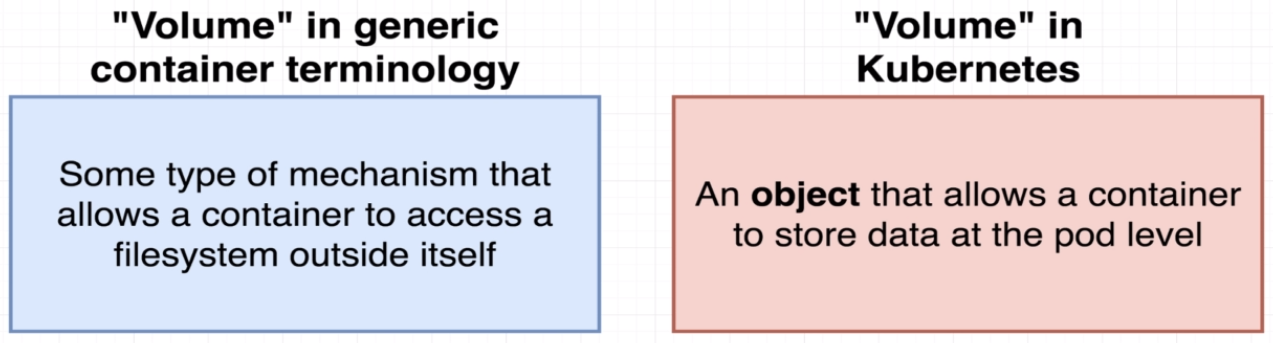 "Volume" in generic
container terminology
Some type of mechanism that
allows a container to access a
filesystem outside itself
"Volume" in
Kubernetes
An object that allows a container
to store data at the pod level